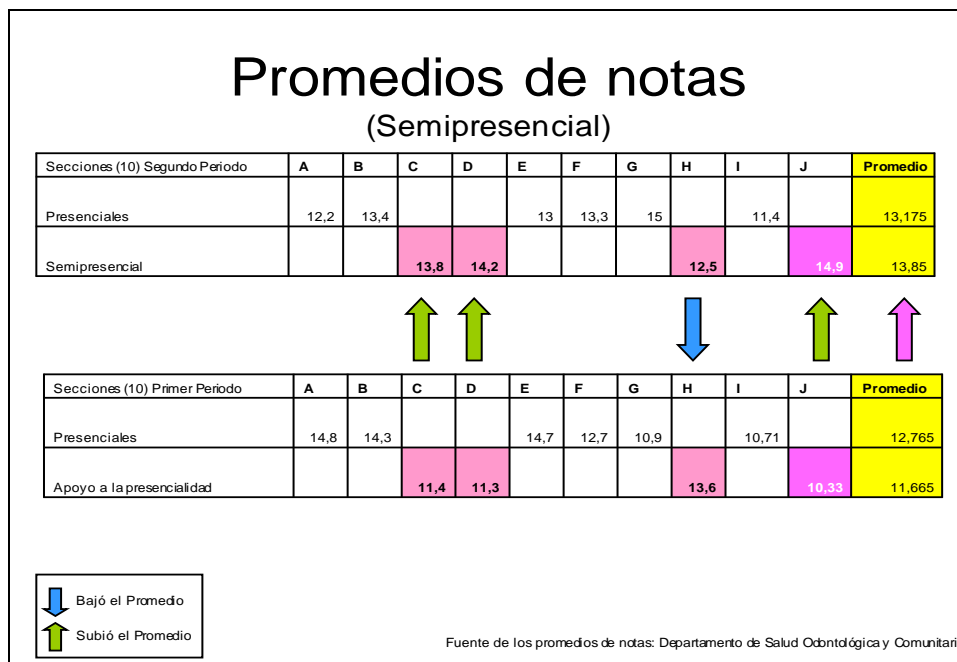 Promedios de notas
(Semipresencial)
Secciones (10) Segundo Periodo A B C D E F G H I J Promedio
Presenciales 12,2 13,4 13 13,3 15 11,4 13,175
Semipresencial 13,8 14,2 12,5 14,9 13,85
Secciones (10) Primer Periodo A B C D E F G H I J Promedio
Presenciales 14,8 14,3 14,7 12,7 10,9 10,71 12,765
Apoyo a la presencialidad 11,4 11,3 13,6 10,33 11,665
Bajó el Promedio
Subió el Promedio
Fuente de los promedios de notas: Departamento de Salud Odontológica y Comunitari